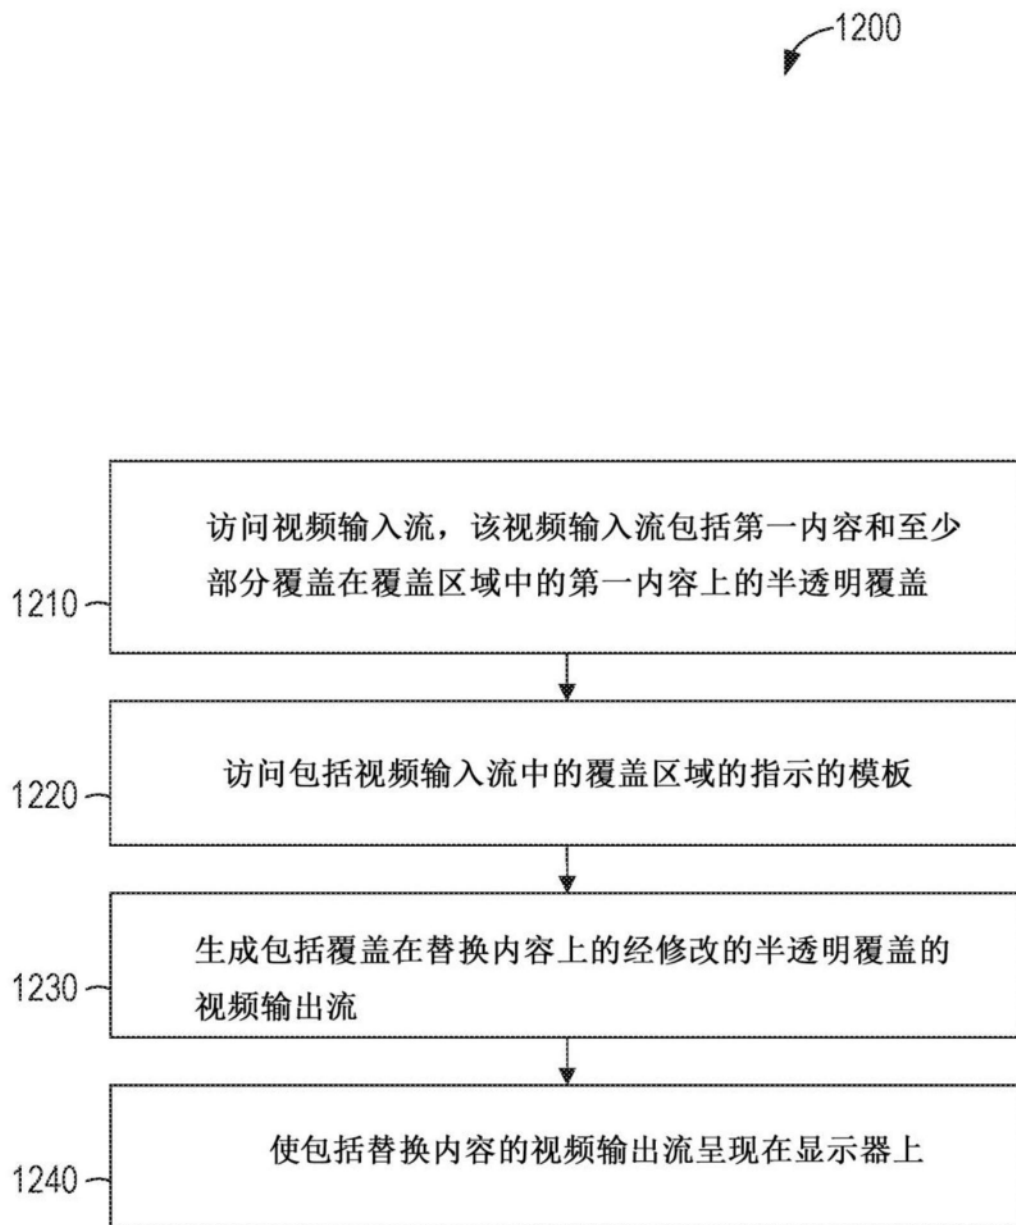 1200
访问视频输入流，该视频输入流包括第一内容和至少
部分覆盖在覆盖区域中的第一内容上的半透明覆盖
1210
访问包括视频输入流中的覆盖区域的指示的模板
1220
生成包括覆盖在替换内容上的经修改的半透明覆盖的
视频输出流
1230
使包括替换内容的视频输出流呈现在显示器上
1240